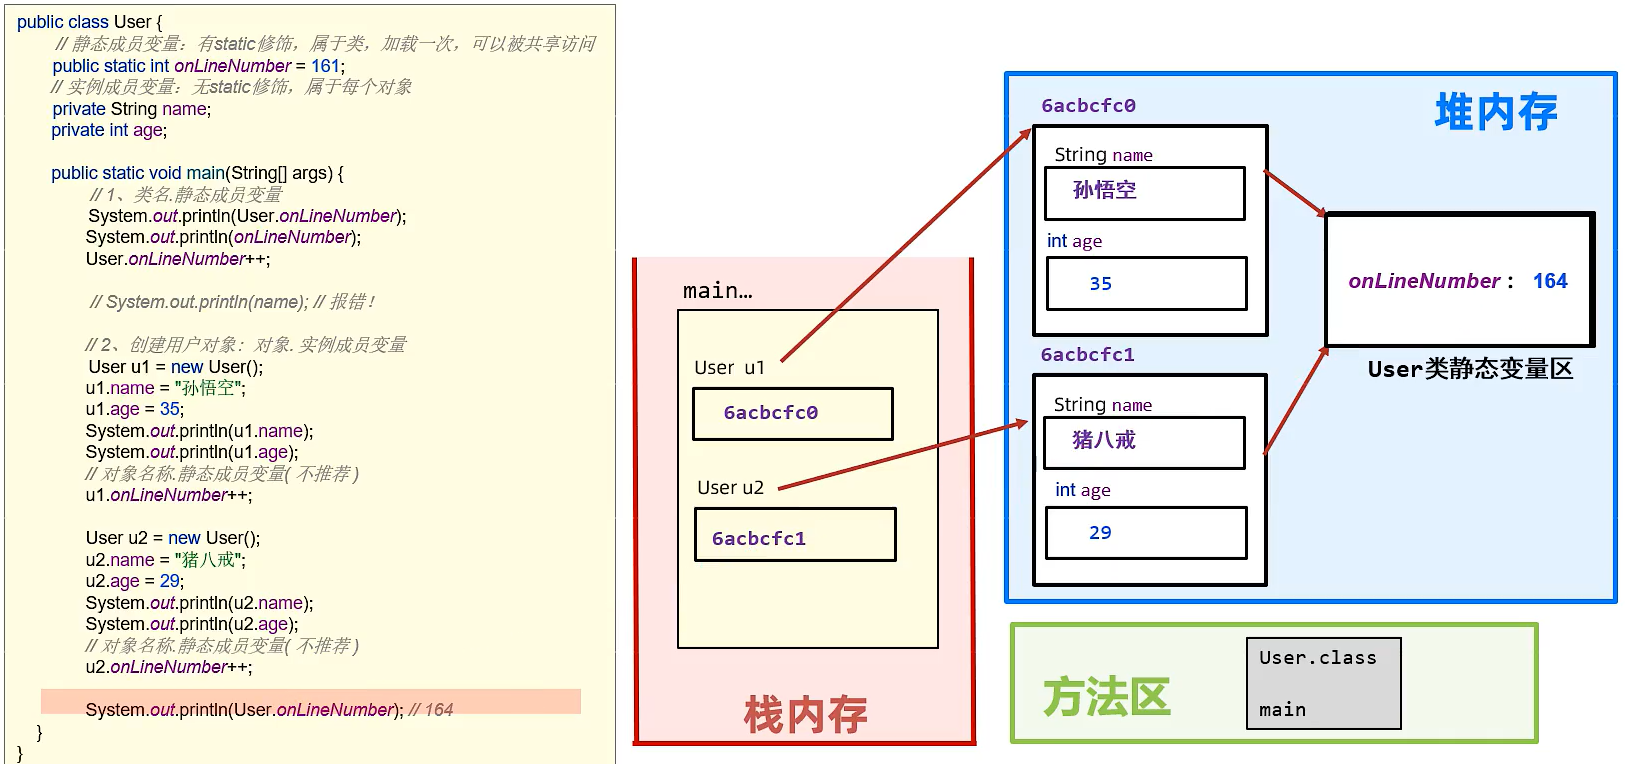 public class User {
// 静态成员变量：有static修饰，属于类，加载一次，可以被共享访问
public static int onLineNumber = 161;
// 实例成员变量：无static修饰，属于每个对象
private String name;
private int age;
public static void main(String[] args) {
// 1、类名.静态成员变量
System.out.println(User.onLineNumber);
System.out.println(onLineNumber);
User.onLineNumber++;
// System.out.println(name); // 报错！
// 2、创建用户对象：对象. 实例成员变量
User u1 = new User();
u1.name = "孙悟空";
u1.age = 35;
System.out.println(u1.name);
System.out.println(u1.age);
// 对象名称.静态成员变量( 不推荐 )
u1.onLineNumber++;
User u2 = new User();
u2.name = "猪八戒";
u2.age = 29;
System.out.println(u2.name);
System.out.println(u2.age);
// 对象名称.静态成员变量( 不推荐 )
u2.onLineNumber++;
System.out.println(User.onLineNumber); // 164
}
}
main…
User u1
6acbcfc0
User u2
6acbcfc1
栈内存
堆内存
6acbcfc0
String name
孙悟空
int age
35
6acbcfc1
String name
猪八戒
int age
29
onLineNumber： 164
User类静态变量区
方法区
User.class
main